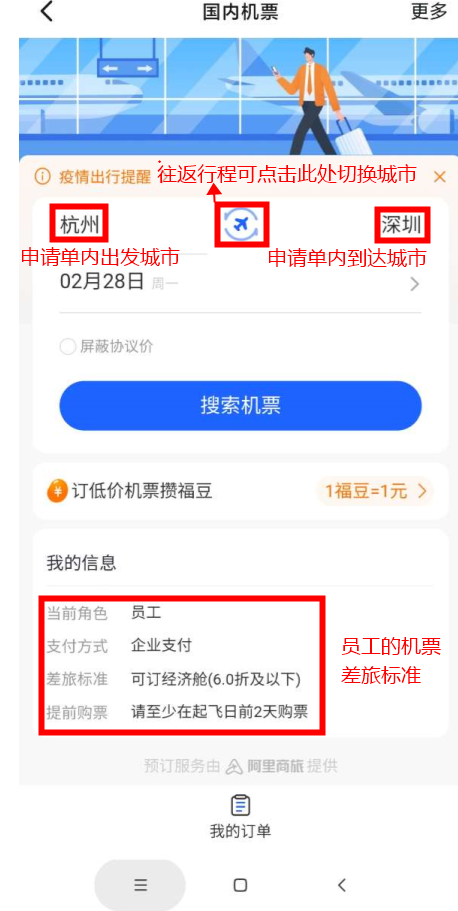 国内机票 更多
疫情出行提醒 往返行程可点击此处切换城市
杭州 深圳
申请单内出发城市 申请单内到达城市
02月28日 周一
屏蔽协议价
搜索机票
订低价机票攒福豆 1福豆=1元
我的信息
当前角色 员工
支付方式 企业支付
差旅标准 可订经济舱(6.0折及以下)
提前购票 请至少在起飞日前2天购票
员工的机票
差旅标准
预订服务由 阿里商旅 提供
我的订单